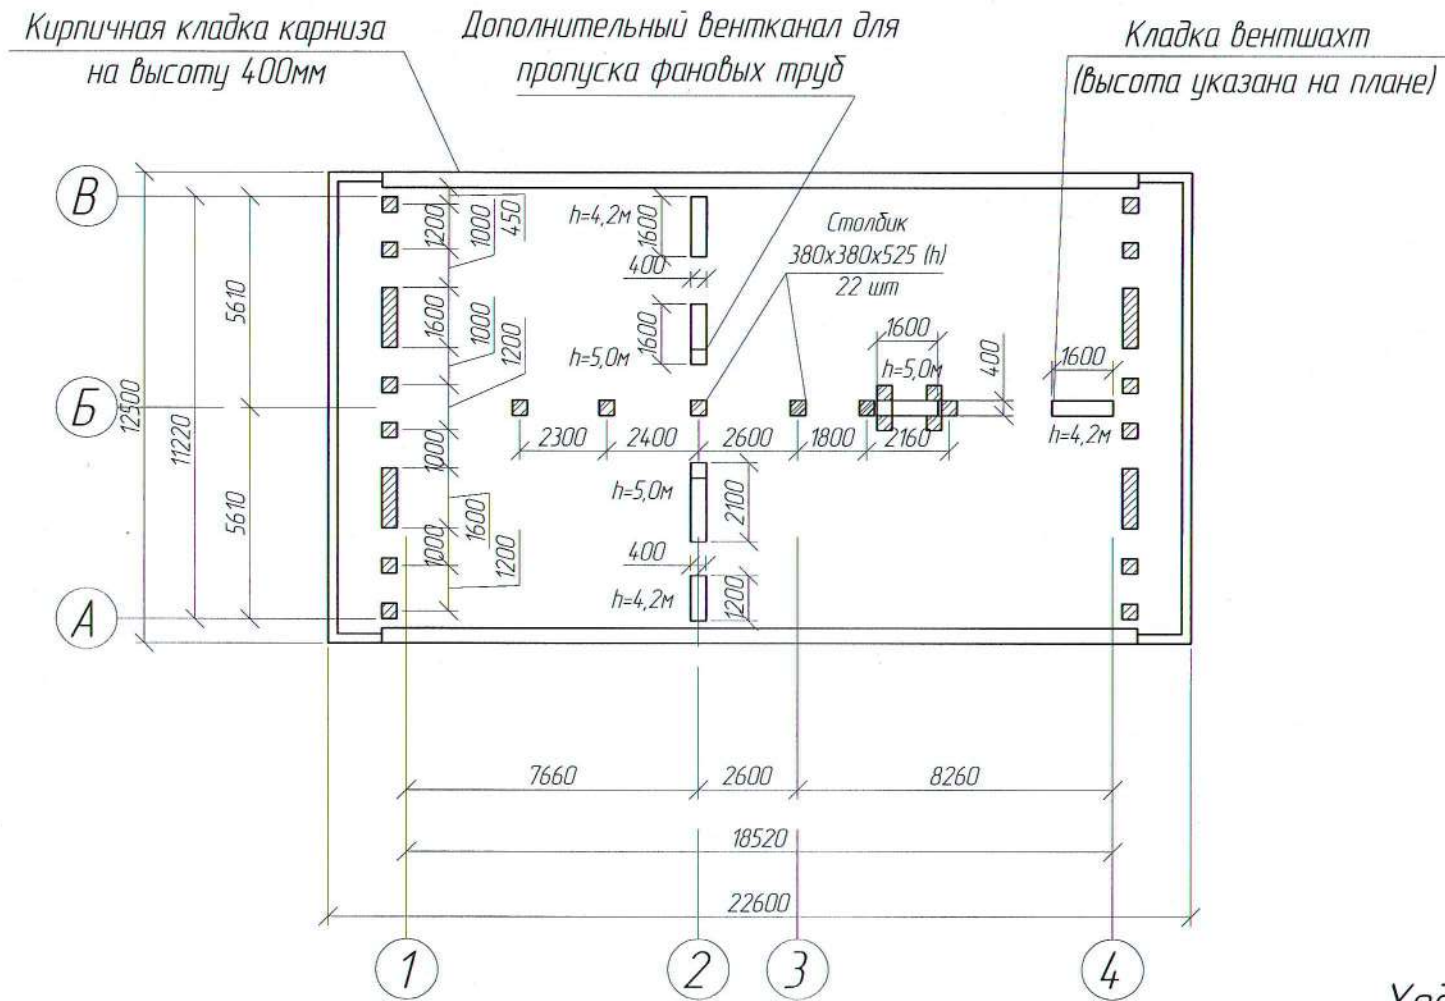 Кирпичная кладка карниза
на высоту 400мм
Дополнительный вентканал для
пропуска фановых труб
Кладка вентшахт
(высота указана на плане)
В
Б
А
12500
11220
5610
5610
1200
1000
450
1600
1000
1200
1000
1600
1000
1200
h=4,2м
1600
400
1600
h=5,0м
Столбик
380х380х525 (h)
22 шт
1600
h=5,0м
400
1600
h=4,2м
2300
2400
2600
1800
2160
h=5,0м
2100
400
h=4,2м
1200
7660
2600
8260
18520
22600
1
2
3
4